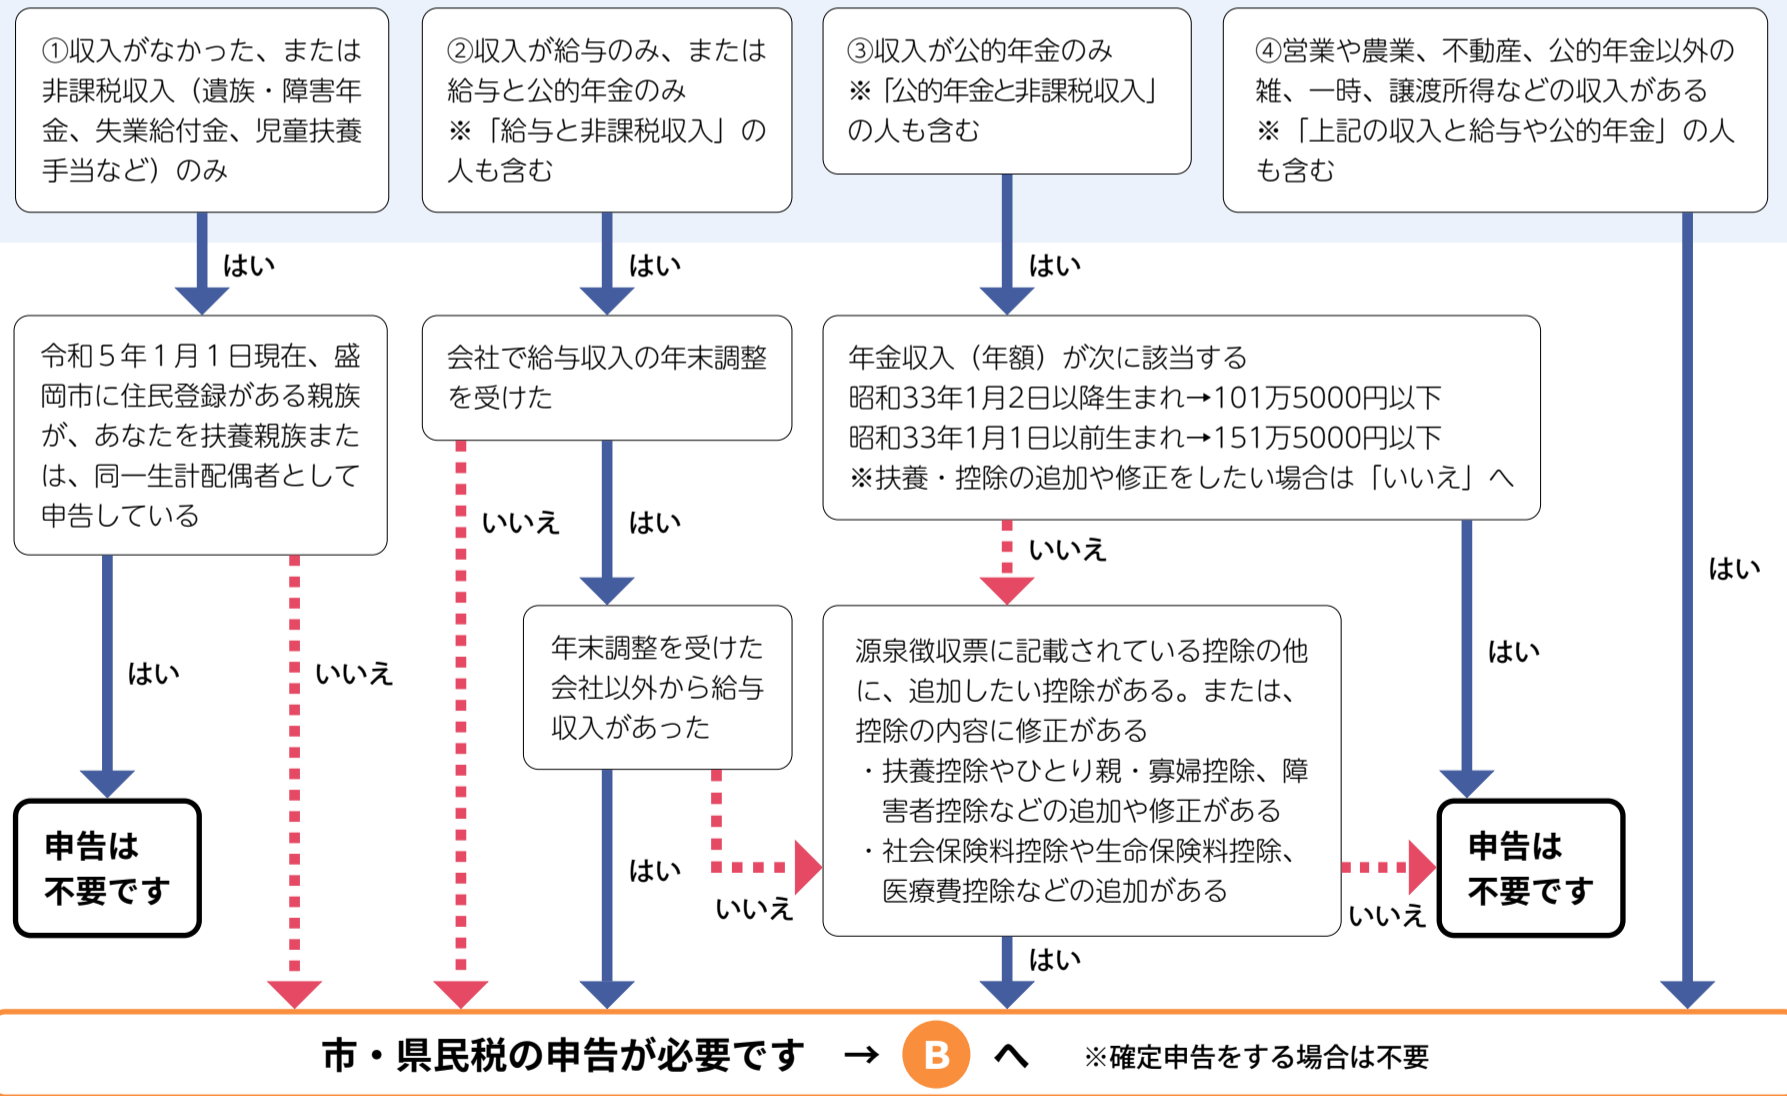 ①収入がなかった、または
非課税収入（遺族・障害年
金、失業給付金、児童扶養
手当など）のみ
②収入が給与のみ、または
給与と公的年金のみ
※「給与と非課税収入」の
人も含む
③収入が公的年金のみ
※「公的年金と非課税収入」
の人も含む
④営業や農業、不動産、公的年金以外の
雑、一時、譲渡所得などの収入がある
※「上記の収入と給与や公的年金」の人
も含む
はい
はい
はい
令和５年１月１日現在、盛
岡市に住民登録がある親族
が、あなたを扶養親族また
は、同一生計配偶者として
申告している
会社で給与収入の年末調整
を受けた
年金収入（年額）が次に該当する
昭和33年1月2日以降生まれ→101万5000円以下
昭和33年1月1日以前生まれ→151万5000円以下
※扶養・控除の追加や修正をしたい場合は「いいえ」へ
いいえ
はい
いいえ
はい
はい
いいえ
年末調整を受けた
会社以外から給与
収入があった
源泉徴収票に記載されている控除の他
に、追加したい控除がある。または、
控除の内容に修正がある
・扶養控除やひとり親・寡婦控除、障
害者控除などの追加や修正がある
・社会保険料控除や生命保険料控除、
医療費控除などの追加がある
はい
申告は
不要です
はい
いいえ
いいえ
申告は
不要です
はい
市・県民税の申告が必要です → B へ ※確定申告をする場合は不要